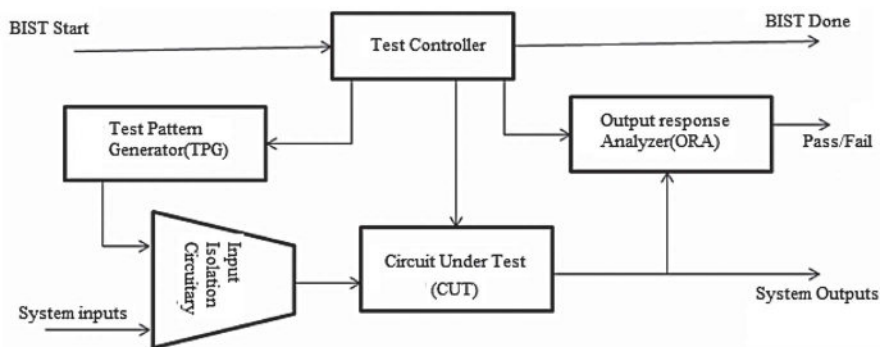 BIST Start
BIST Done
Test Controller
Test Pattern
Generator(TPG)
Output response
Analyzer(ORA)
Pass/Fail
Input
Isolation
Circuitary
Circuit Under Test
(CUT)
System inputs
System Outputs